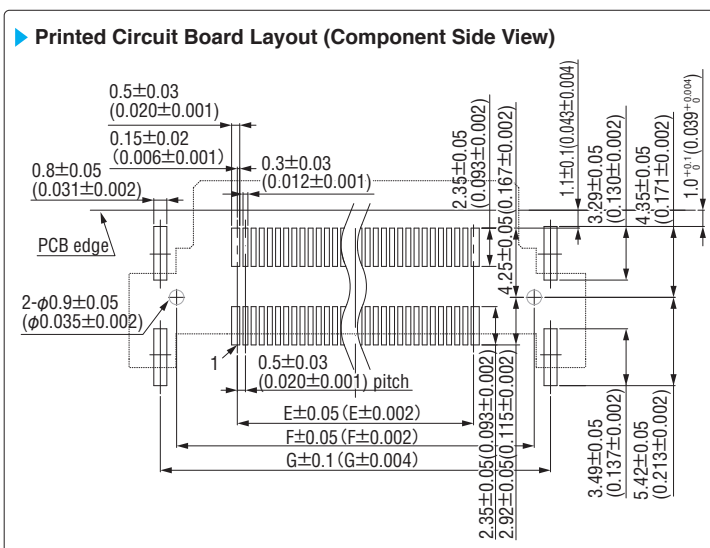 Printed Circuit Board Layout (Component Side View)
0.5±0.03
(0.020±0.001)
0.15±0.02
(0.006±0.001)
0.8±0.05
(0.031±0.002)
0.3±0.03
(0.012±0.001)
2.35±0.05
(0.093±0.002)
4.25±0.05(0.167±0.002)
1.1±0.1(0.043±0.004)
3.29±0.05
(0.130±0.002)
4.35±0.05
(0.171±0.002)
1.0 +0.1 0 (0.039 +0.004 0 )
PCB edge
2-φ0.9±0.05
(φ0.035±0.002)
1
0.5±0.03
(0.020±0.001) pitch
E±0.05 (E±0.002)
F±0.05 (F±0.002)
G±0.1 (G±0.004)
2.35±0.05(0.093±0.002)
2.92±0.05(0.115±0.002)
3.49±0.05
(0.137±0.002)
5.42±0.05
(0.213±0.002)